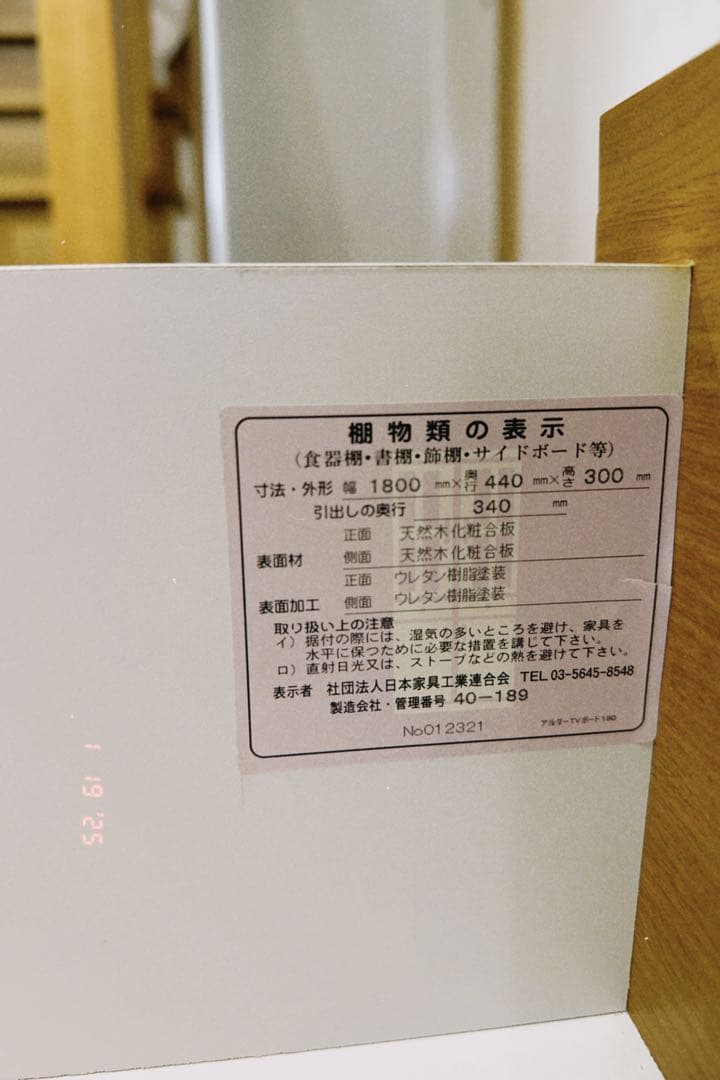 棚物類の表示
(食器棚・書棚・飾棚・サイドボード等)
寸法・外形 幅 1800 mm×奥行 440 mm×高さ 300 mm
引出しの奥行 340 mm
表面材 正面 天然木化粧合板
側面 天然木化粧合板
表面加工 正面 ウレタン樹脂塗装
側面 ウレタン樹脂塗装
取り扱い上の注意
イ) 据付の際には、湿気の多いところを避け、家具を
水平に保つために必要な措置を講じて下さい。
ロ) 直射日光又は、ストーブなどの熱を避けて下さい。
表示者 社団法人日本家具工業連合会 TEL 03-5645-8548
製造会社・管理番号 40-189
No012321
アルダーTVボード180
1 19 '25